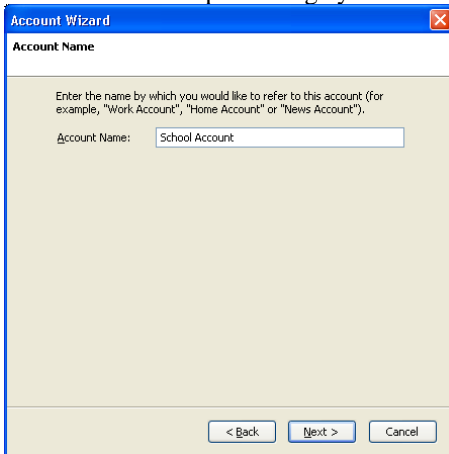 Account Wizard
Account Name
Enter the name by which you would like to refer to this account (for
example, "Work Account", "Home Account" or "News Account").
Account Name: School Account
< Back Next > Cancel